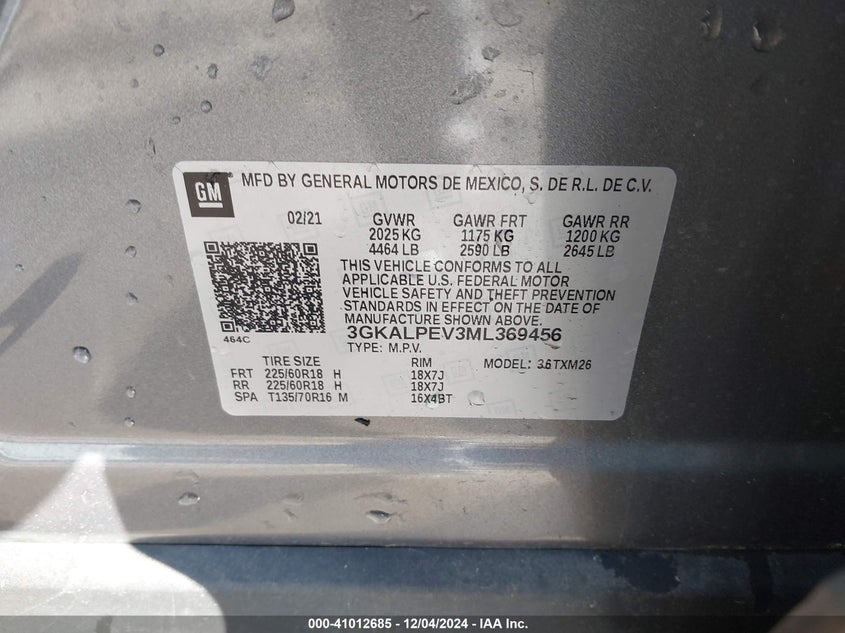 GM
MFD BY GENERAL MOTORS DE MEXICO, S. DE R.L. DE C.V.
02/21 GVWR GAWR FRT GAWR RR
2025 KG 1175 KG 1200 KG
4464 LB 2590 LB 2645 LB
THIS VEHICLE CONFORMS TO ALL
APPLICABLE U.S. FEDERAL MOTOR
VEHICLE SAFETY AND THEFT PREVENTION
STANDARDS IN EFFECT ON THE DATE OF
MANUFACTURE SHOWN ABOVE.
464C
3GKALPEV3ML369456
TYPE: M.P.V. MODEL:
TIRE SIZE RIM
FRT 225/60R18 H 18X7J
RR 225/60R18 H 18X7J
SPA T135/70R16 M 16X4BT
000-41012685 - 12/04/2024 - IAA Inc.